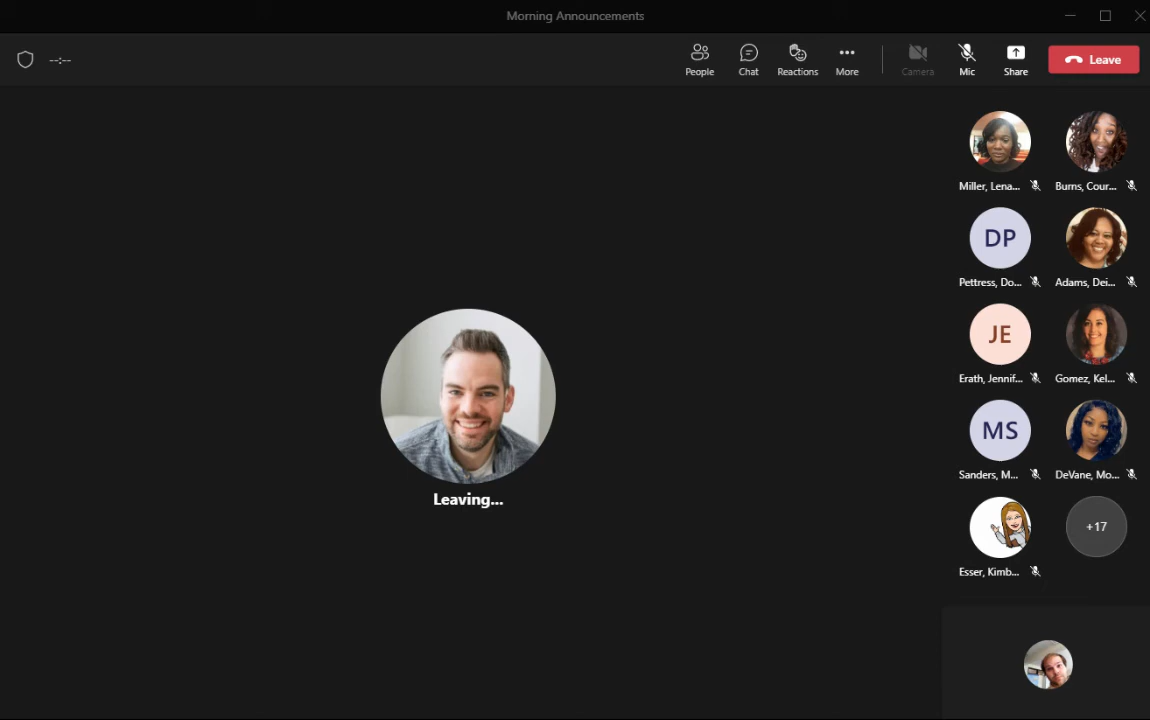 Morning Announcements
--:--
People
Chat
Reactions
More
Camera
Mic
Share
Leave
Miller, Lena...
Burns, Cour...
DP
Pettress, Do...
Adams, Dei...
JE
Erath, Jennif...
Gomez, Kel...
MS
Sanders, M...
DeVane, Mo...
Esser, Kimb...
+17
Leaving...